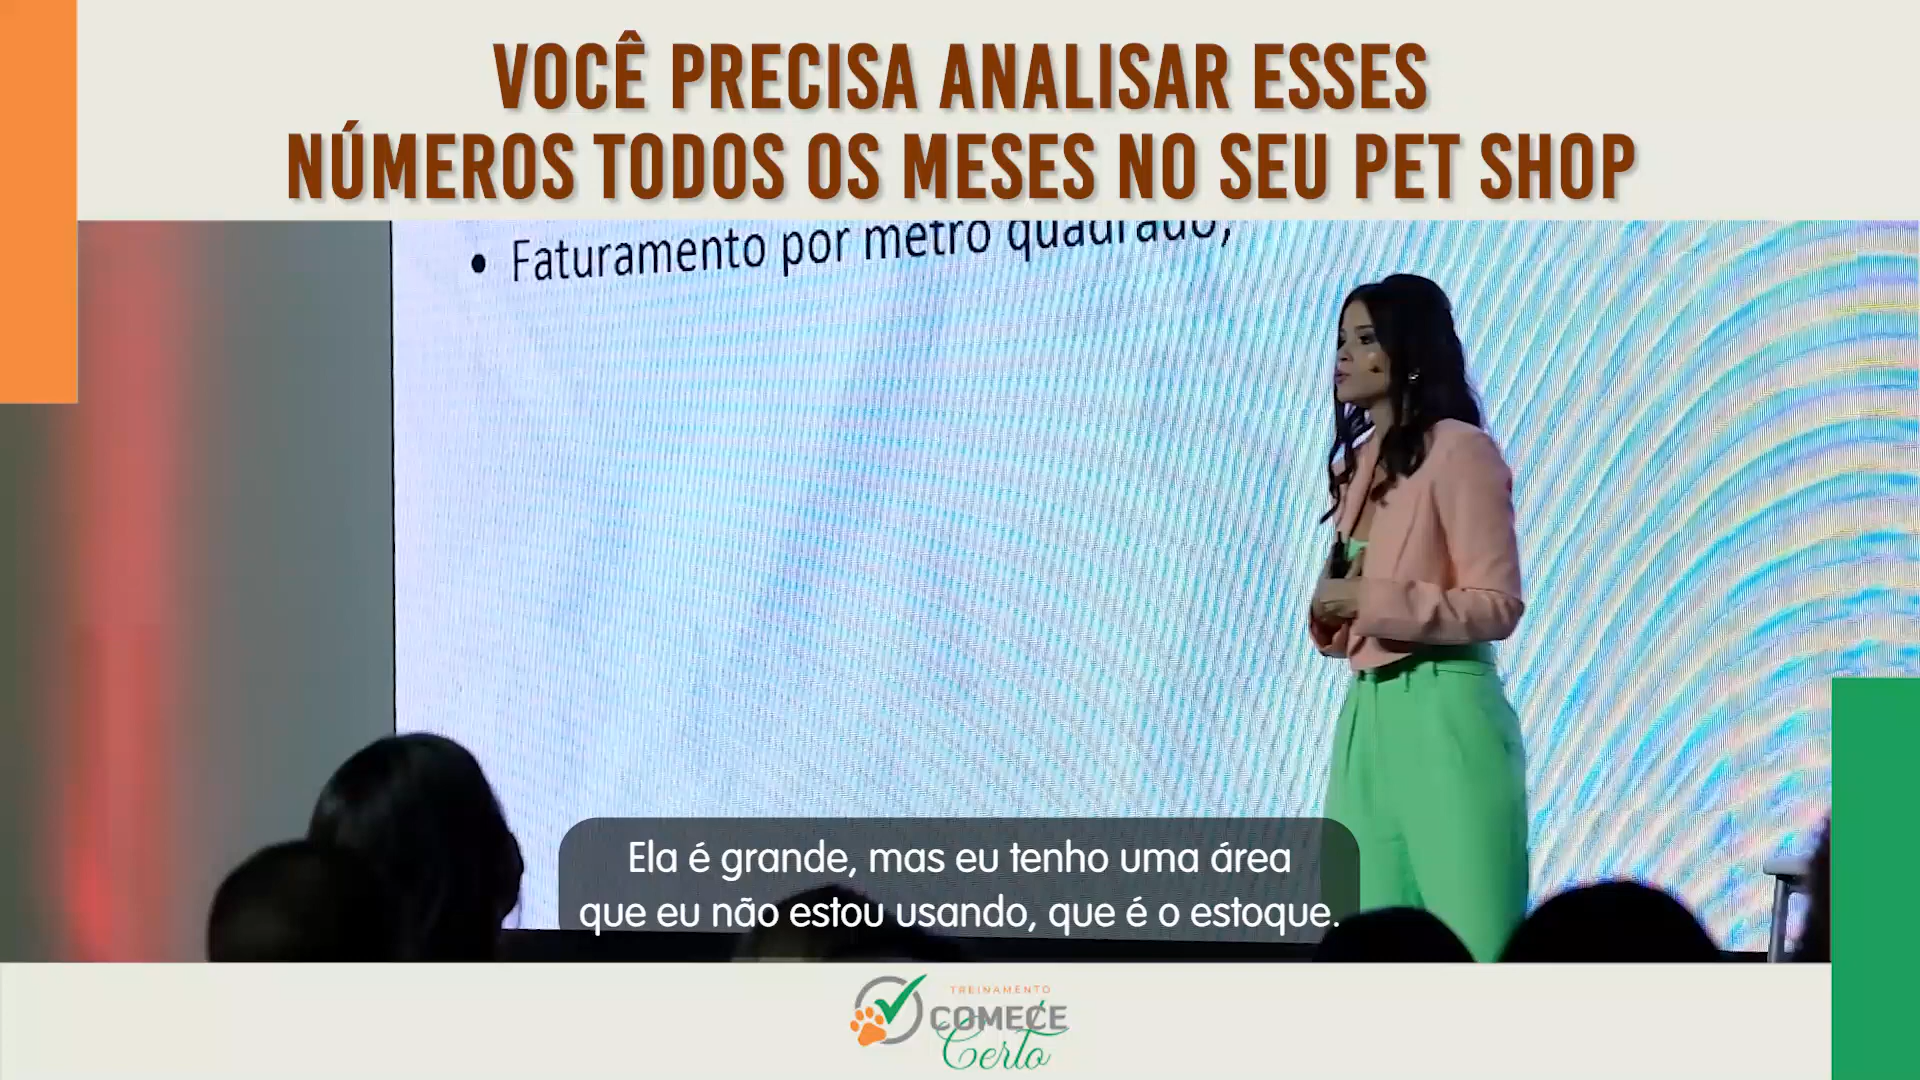 VOCÊ PRECISA ANALISAR ESSES
NÚMEROS TODOS OS MESES NO SEU PET SHOP
• Faturamento por metro quadrado;
Ela é grande, mas eu tenho uma área
que eu não estou usando, que é o estoque.
TREINAMENTO
COMECE
Certo